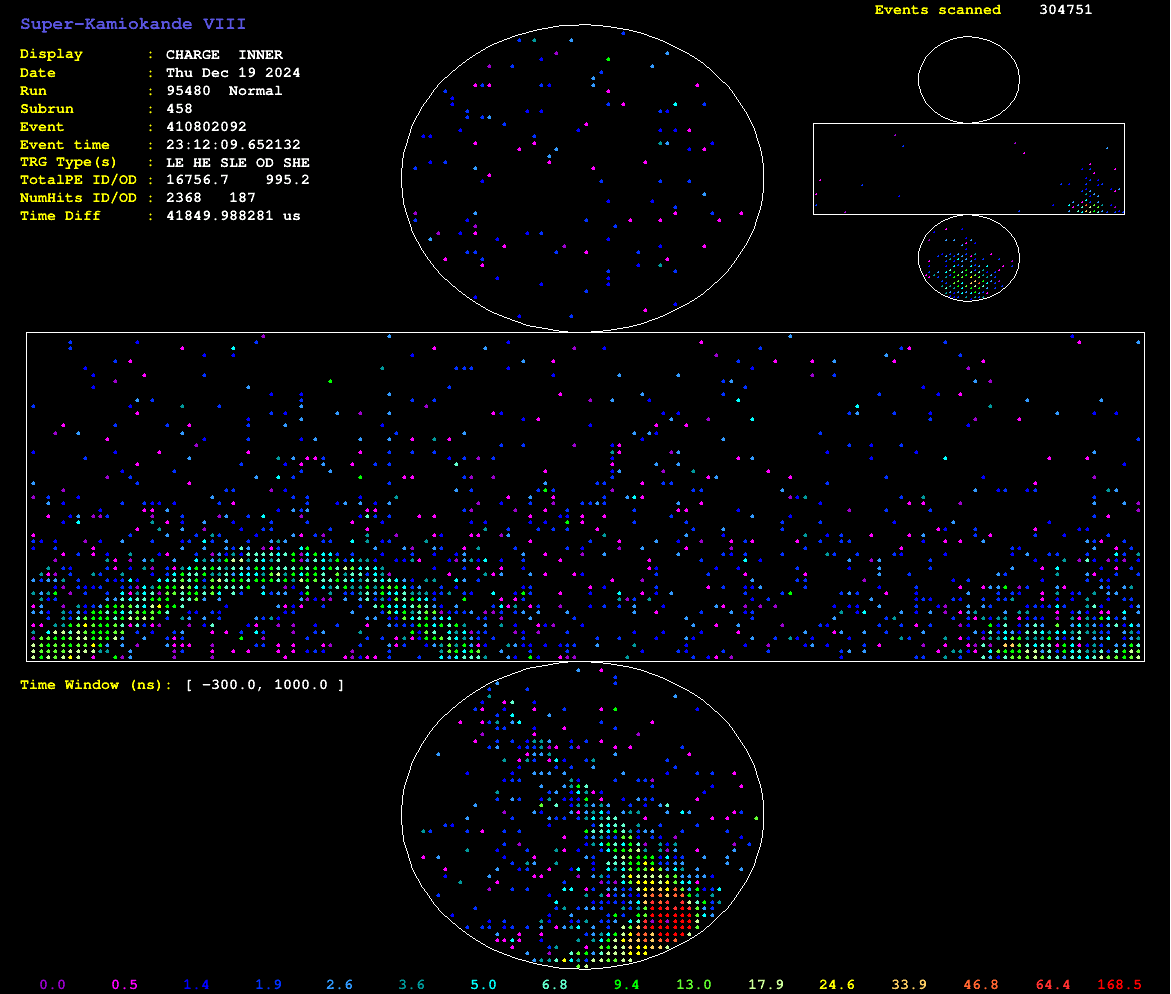 Super-Kamiokande VIII
Events scanned 304751
Display : CHARGE INNER
Date : Thu Dec 19 2024
Run : 95480 Normal
Subrun : 458
Event : 410802092
Event time : 23:12:09.652132
TRG Type(s) : LE HE SLE OD SHE
TotalPE ID/OD : 16756.7 995.2
NumHits ID/OD : 2368 187
Time Diff : 41849.988281 us
Time Window (ns): [ −300.0, 1000.0 ]
0.0 0.5 1.4 1.9 2.6 3.6 5.0 6.8 9.4 13.0 17.9 24.6 33.9 46.8 64.4 168.5